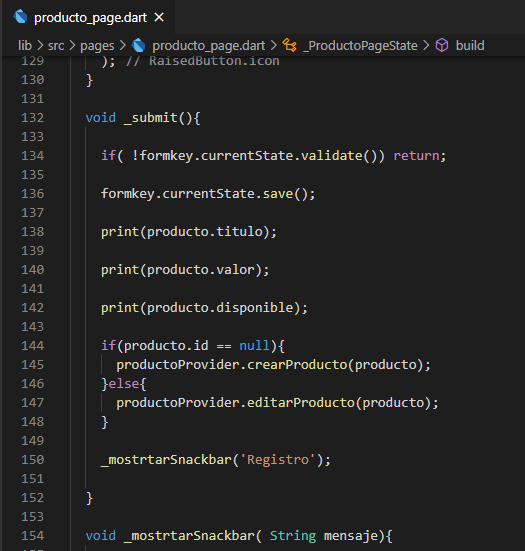 producto_page.dart ×
lib > src > pages > producto_page.dart > _ProductoPageState > build
129 ); // RaisedButton.icon
130 }
131
132 void _submit(){
133
134 if( !formkey.currentState.validate()) return;
135
136 formkey.currentState.save();
137
138 print(producto.titulo);
139
140 print(producto.valor);
141
142 print(producto.disponible);
143
144 if(producto.id == null){
145 productoProvider.crearProducto(producto);
146 }else{
147 productoProvider.editarProducto(producto);
148 }
149
150 _mostrtarSnackbar('Registro');
151
152 }
153
154 void _mostrtarSnackbar( String mensaje){